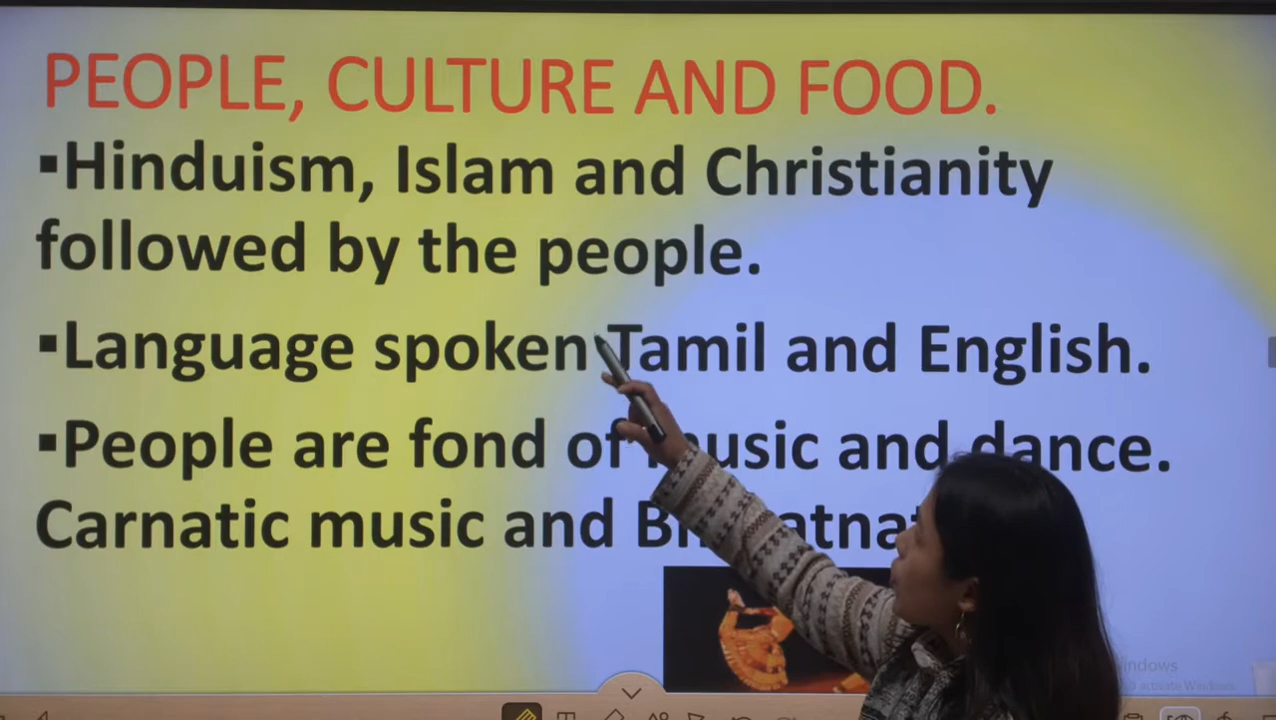 PEOPLE, CULTURE AND FOOD.
▪Hinduism, Islam and Christianity
followed by the people.
▪Language spoken Tamil and English.
▪People are fond of music and dance.
Carnatic music and